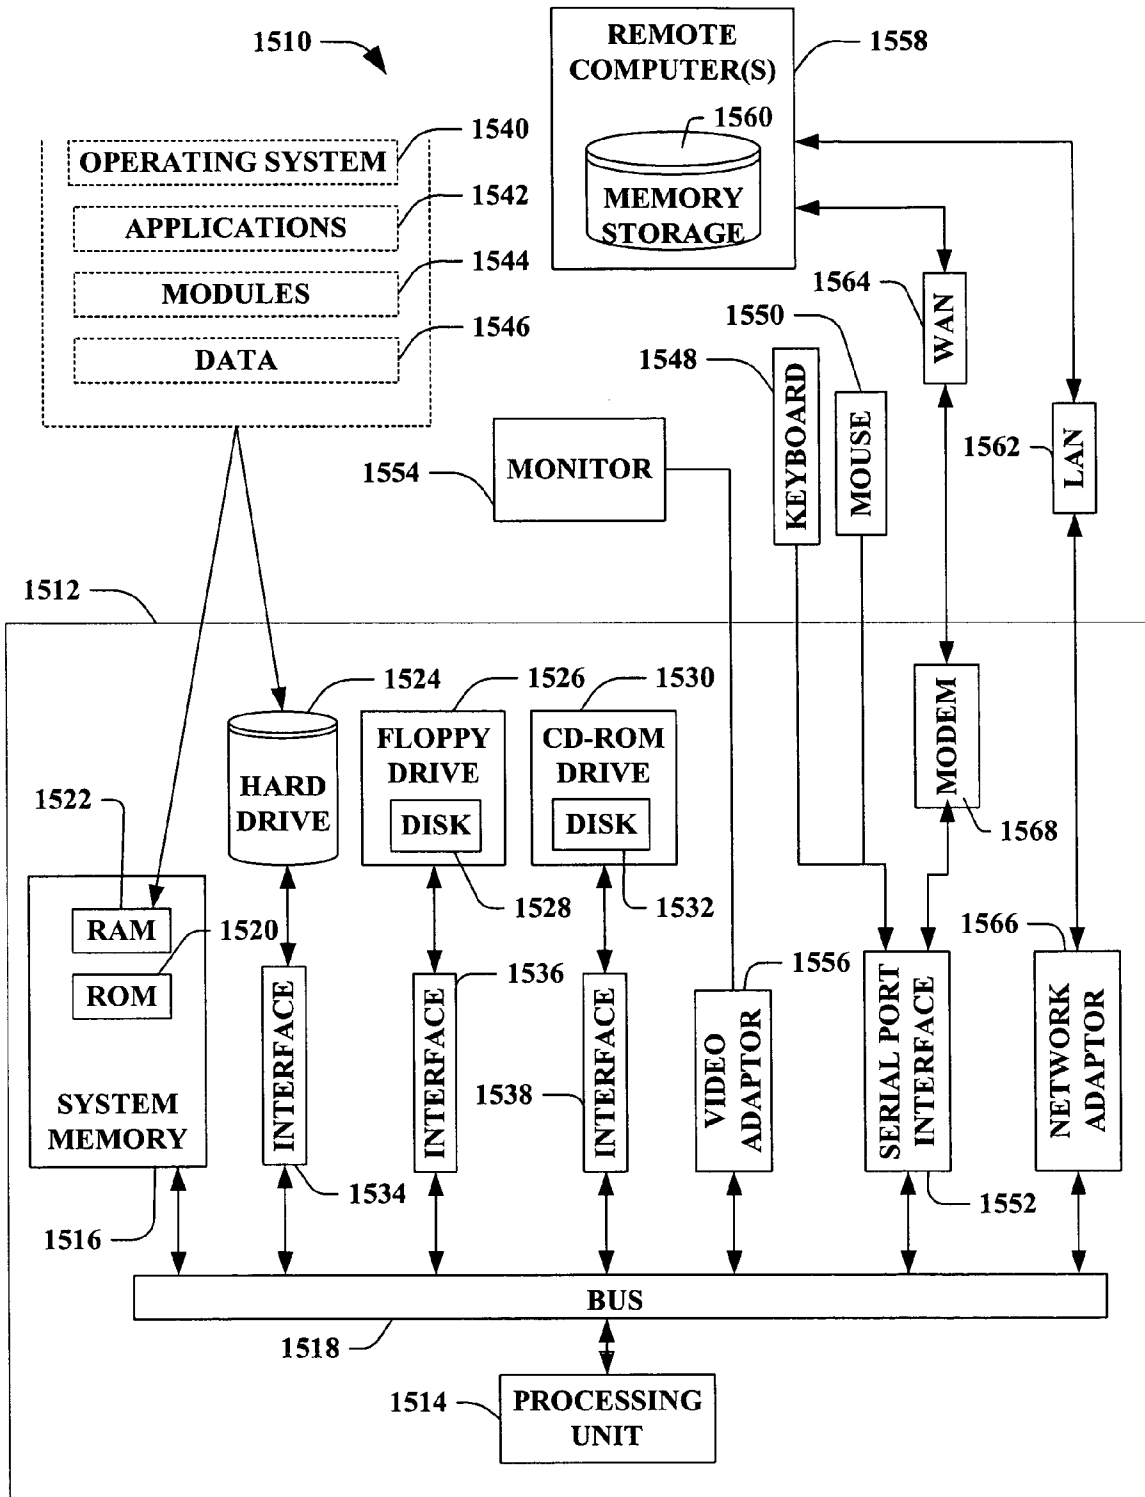 1510
REMOTE
COMPUTER(S)
1558
1560
MEMORY
STORAGE
1540
OPERATING SYSTEM
1542
APPLICATIONS
1544
MODULES
1546
DATA
1564
WAN
1550
1548
KEYBOARD
MOUSE
1562
LAN
MONITOR
1554
1512
1524
HARD
DRIVE
1526
FLOPPY
DRIVE
DISK
1528
1530
CD-ROM
DRIVE
DISK
1532
MODEM
1568
1522
RAM
1520
ROM
SYSTEM
MEMORY
1516
INTERFACE
1534
1536
INTERFACE
1538
INTERFACE
1556
VIDEO
ADAPTOR
SERIAL PORT
INTERFACE
1552
1566
NETWORK
ADAPTOR
BUS
1518
1514
PROCESSING
UNIT